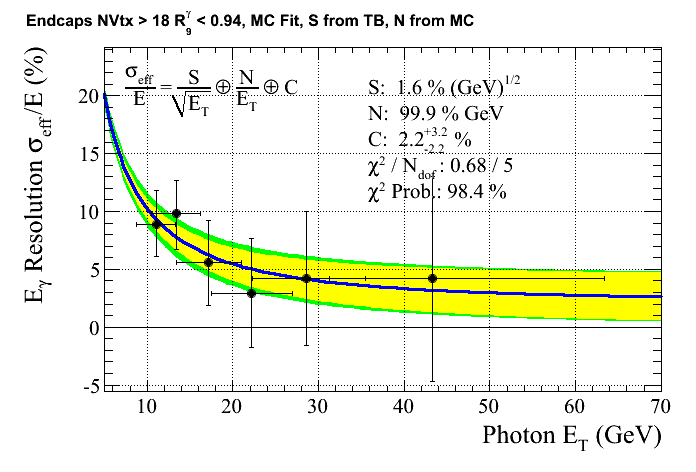 Endcaps NVtx > 18 R₉ᵞ < 0.94, MC Fit, S from TB, N from MC
σ_eff/E = S/√E_T ⊕ N/E_T ⊕ C
S: 1.6 % (GeV)^1/2
N: 99.9 % GeV
C: 2.2 +3.2 -2.2 %
χ² / N_dof : 0.68 / 5
χ² Prob.: 98.4 %
E_γ Resolution σ_eff/E (%)
20
15
10
5
0
-5
10 20 30 40 50 60 70
Photon E_T (GeV)